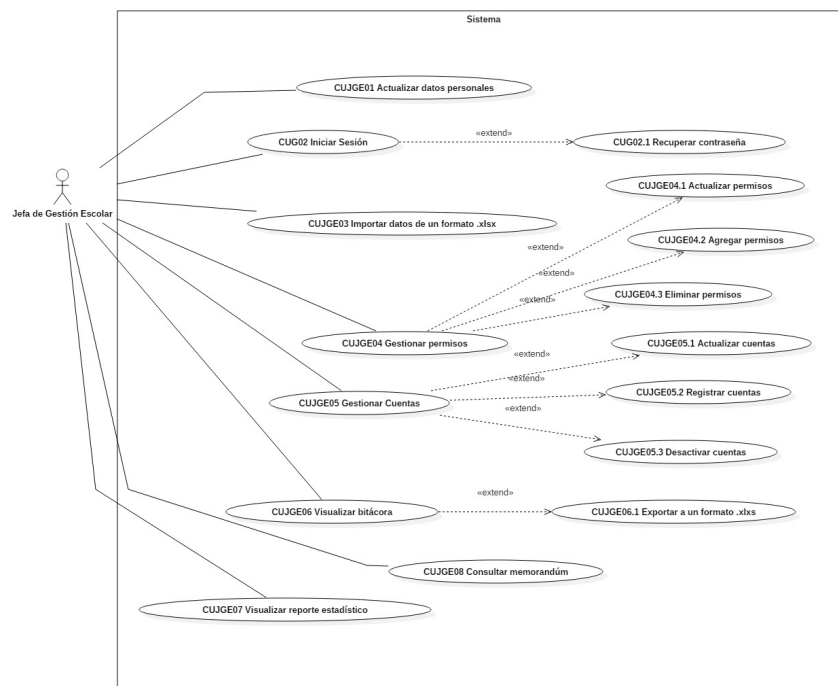 Sistema
CUJGE01 Actualizar datos personales
CUG02 Iniciar Sesión
«extend»
CUG02.1 Recuperar contraseña
Jefa de Gestión Escolar
CUJGE04.1 Actualizar permisos
CUJGE03 Importar datos de un formato .xlsx
«extend»
CUJGE04.2 Agregar permisos
«extend»
CUJGE04.3 Eliminar permisos
«extend»
CUJGE04 Gestionar permisos
CUJGE05.1 Actualizar cuentas
«extend»
«extend»
CUJGE05.2 Registrar cuentas
CUJGE05 Gestionar Cuentas
«extend»
CUJGE05.3 Desactivar cuentas
«extend»
CUJGE06 Visualizar bitácora
CUJGE06.1 Exportar a un formato .xlxs
CUJGE08 Consultar memorandúm
CUJGE07 Visualizar reporte estadístico